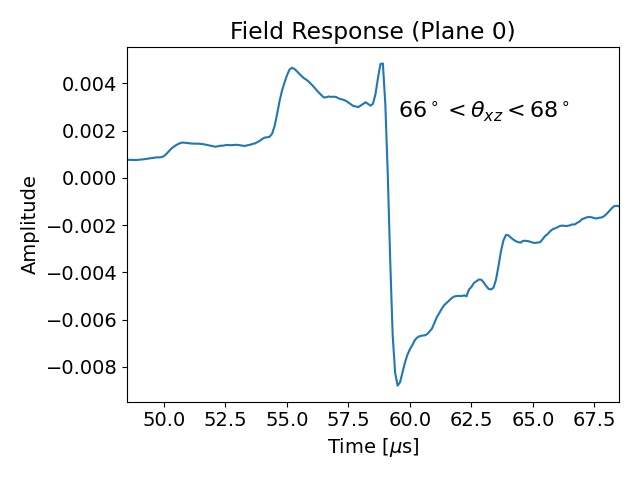 Field Response (Plane 0)
0.004
0.002
0.000
−0.002
−0.004
−0.006
−0.008
Amplitude
66° < θxz < 68°
50.0 52.5 55.0 57.5 60.0 62.5 65.0 67.5
Time [μs]